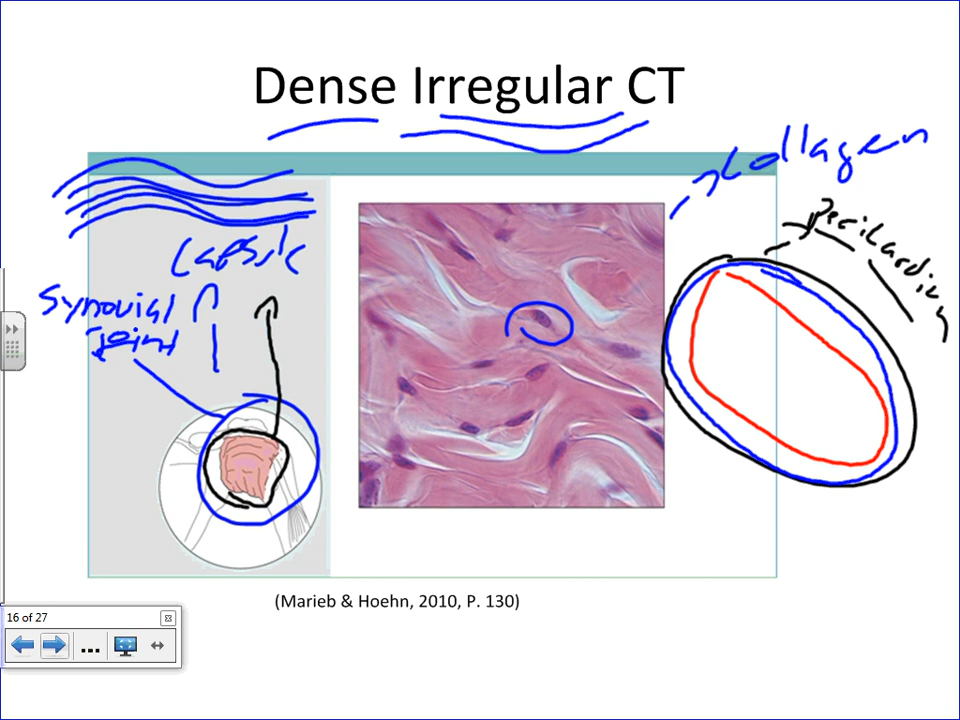 Dense Irregular CT
Collagen
Pericardium
Capsule
Synovial
Joint
(Marieb & Hoehn, 2010, P. 130)
16 of 27
...